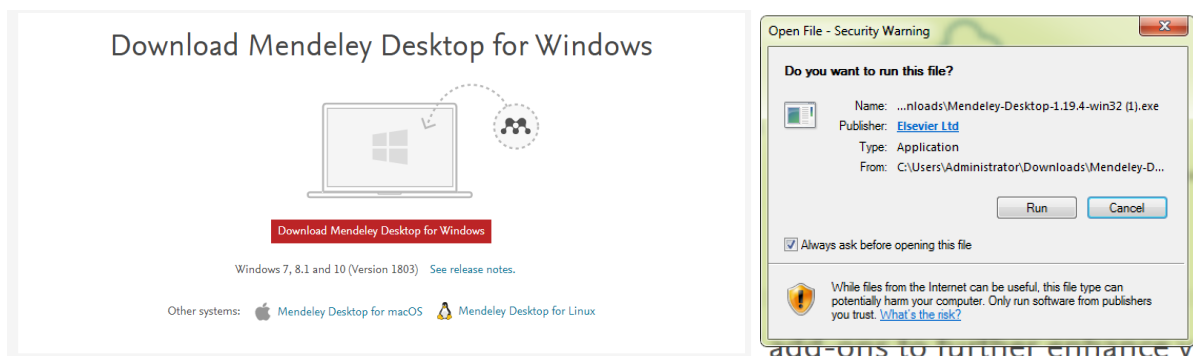 Download Mendeley Desktop for Windows
Download Mendeley Desktop for Windows
Windows 7, 8.1 and 10 (Version 1803) See release notes.
Other systems: Mendeley Desktop for macOS Mendeley Desktop for Linux
Open File - Security Warning
Do you want to run this file?
Name: ...nloads\Mendeley-Desktop-1.19.4-win32 (1).exe
Publisher: Elsevier Ltd
Type: Application
From: C:\Users\Administrator\Downloads\Mendeley-D...
Run Cancel
Always ask before opening this file
While files from the Internet can be useful, this file type can
potentially harm your computer. Only run software from publishers
you trust. What's the risk?
add-ons to further enhance